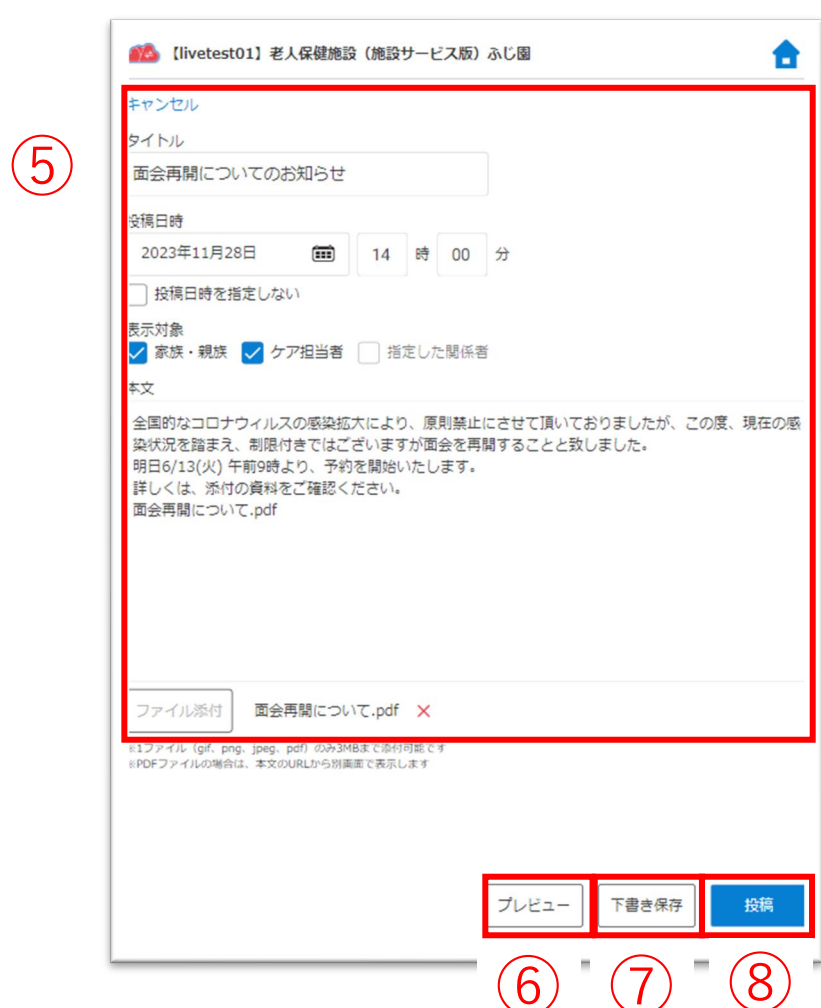 【livetest01】老人保健施設（施設サービス版）ふじ園
キャンセル
⑤
タイトル
面会再開についてのお知らせ
投稿日時
2023年11月28日 14 時 00 分
投稿日時を指定しない
表示対象
家族・親族 ケア担当者 指定した関係者
本文
全国的なコロナウィルスの感染拡大により、原則禁止にさせて頂いておりましたが、この度、現在の感
染状況を踏まえ、制限付きではございますが面会を再開することと致しました。
明日6/13(火) 午前9時より、予約を開始いたします。
詳しくは、添付の資料をご確認ください。
面会再開について.pdf
ファイル添付 面会再開について.pdf ×
※1ファイル（gif、png、jpeg、pdf）のみ3MBまで添付可能です
※PDFファイルの場合は、本文のURLから別画面で表示します
プレビュー 下書き保存 投稿
⑥ ⑦ ⑧